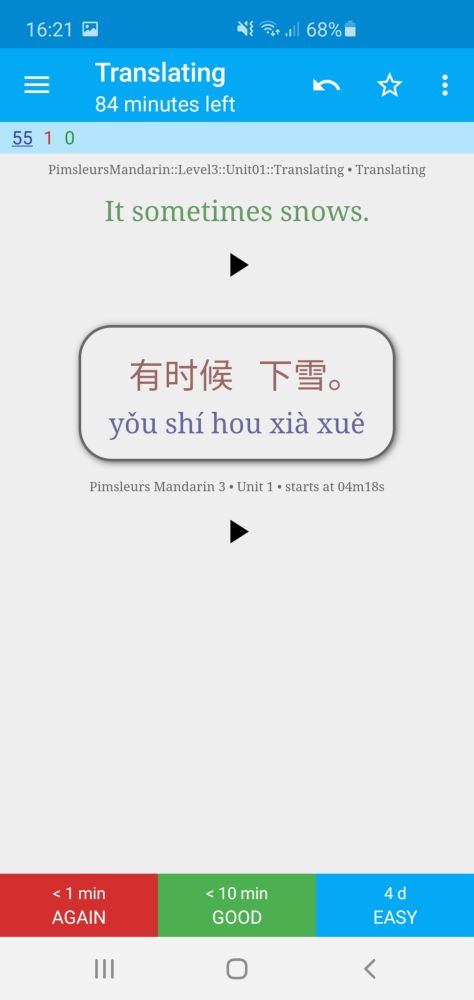 16:21 68%
Translating
84 minutes left
55 1 0
PimsleursMandarin::Level3::Unit01::Translating • Translating
It sometimes snows.
有时候 下雪。
yǒu shí hou xià xuě
Pimsleurs Mandarin 3 • Unit 1 • starts at 04m18s
< 1 min < 10 min 4 d
AGAIN GOOD EASY